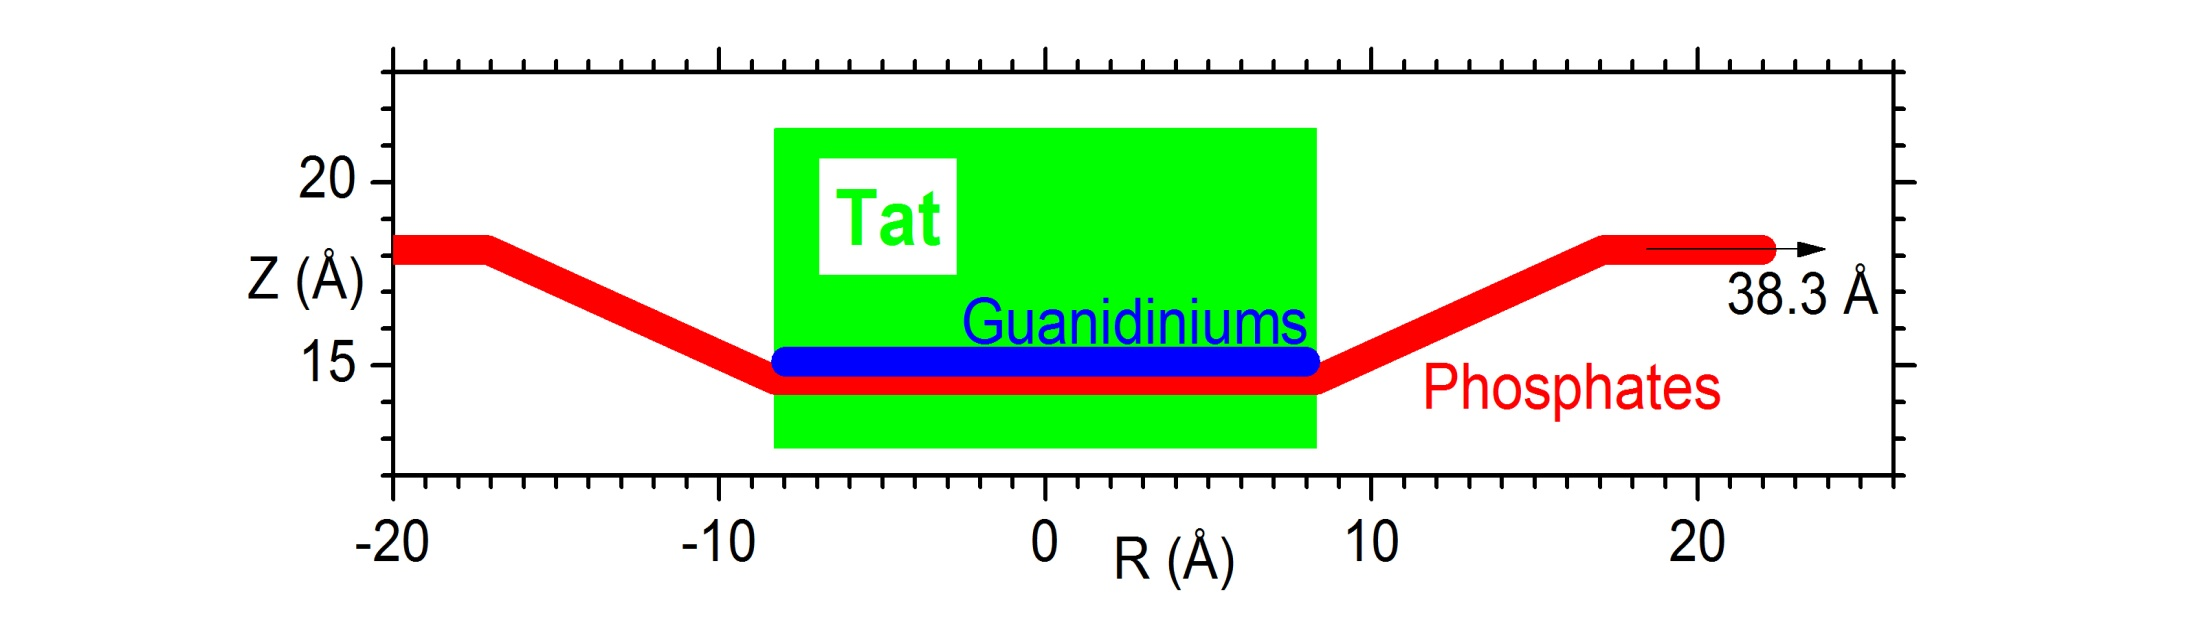 20
Tat
Z (Å)
Guanidiniums
38.3 Å
15
Phosphates
-20
-10
0
R (Å)
10
20